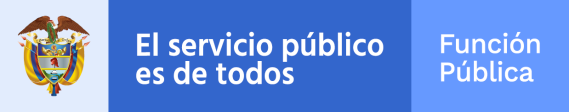 El servicio público
es de todos
Función
Pública